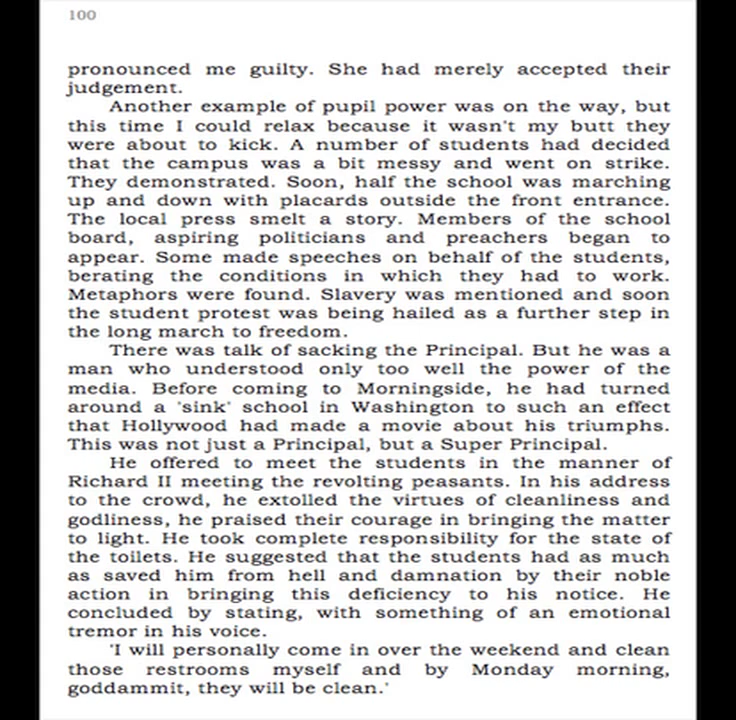 100
pronounced me guilty. She had merely accepted their
judgement.
Another example of pupil power was on the way, but
this time I could relax because it wasn't my butt they
were about to kick. A number of students had decided
that the campus was a bit messy and went on strike.
They demonstrated. Soon, half the school was marching
up and down with placards outside the front entrance.
The local press smelt a story. Members of the school
board, aspiring politicians and preachers began to
appear. Some made speeches on behalf of the students,
berating the conditions in which they had to work.
Metaphors were found. Slavery was mentioned and soon
the student protest was being hailed as a further step in
the long march to freedom.
There was talk of sacking the Principal. But he was a
man who understood only too well the power of the
media. Before coming to Morningside, he had turned
around a 'sink' school in Washington to such an effect
that Hollywood had made a movie about his triumphs.
This was not just a Principal, but a Super Principal.
He offered to meet the students in the manner of
Richard II meeting the revolting peasants. In his address
to the crowd, he extolled the virtues of cleanliness and
godliness, he praised their courage in bringing the matter
to light. He took complete responsibility for the state of
the toilets. He suggested that the students had as much
as saved him from hell and damnation by their noble
action in bringing this deficiency to his notice. He
concluded by stating, with something of an emotional
tremor in his voice.
'I will personally come in over the weekend and clean
those restrooms myself and by Monday morning,
goddammit, they will be clean.'